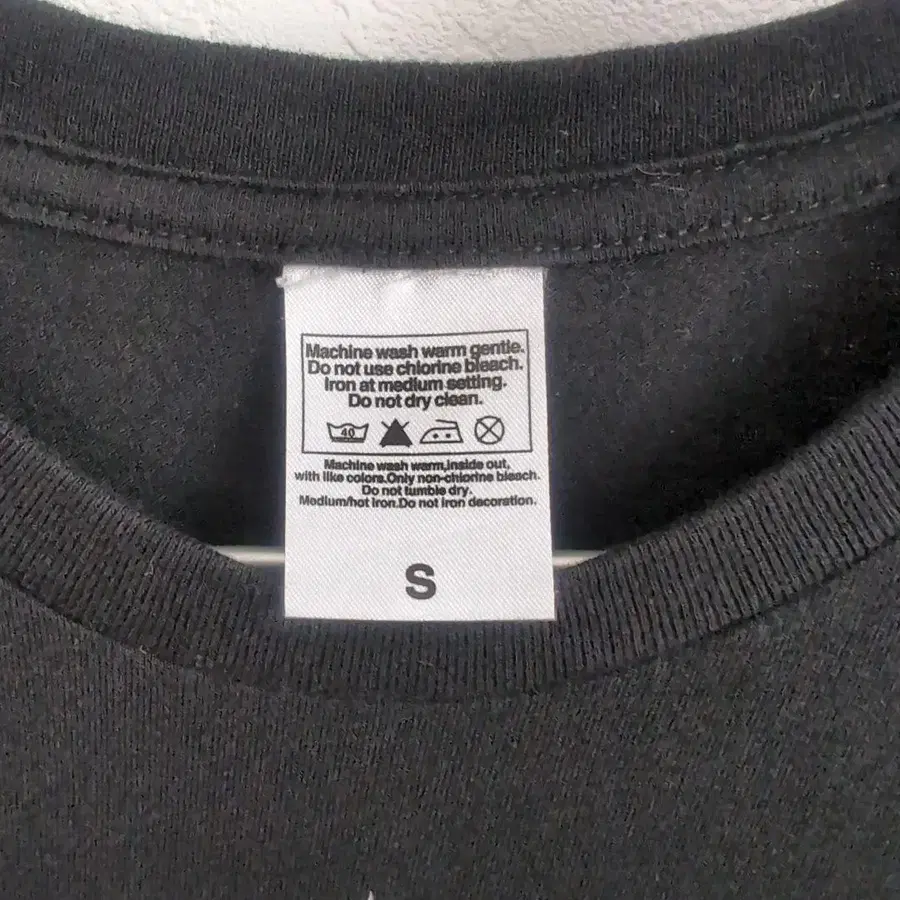 Machine wash warm gentle.
Do not use chlorine bleach.
Iron at medium setting.
Do not dry clean.
40
Machine wash warm,inside out,
with like colors.Only non-chlorine bleach.
Do not tumble dry.
Medium/hot iron.Do not iron decoration.
S